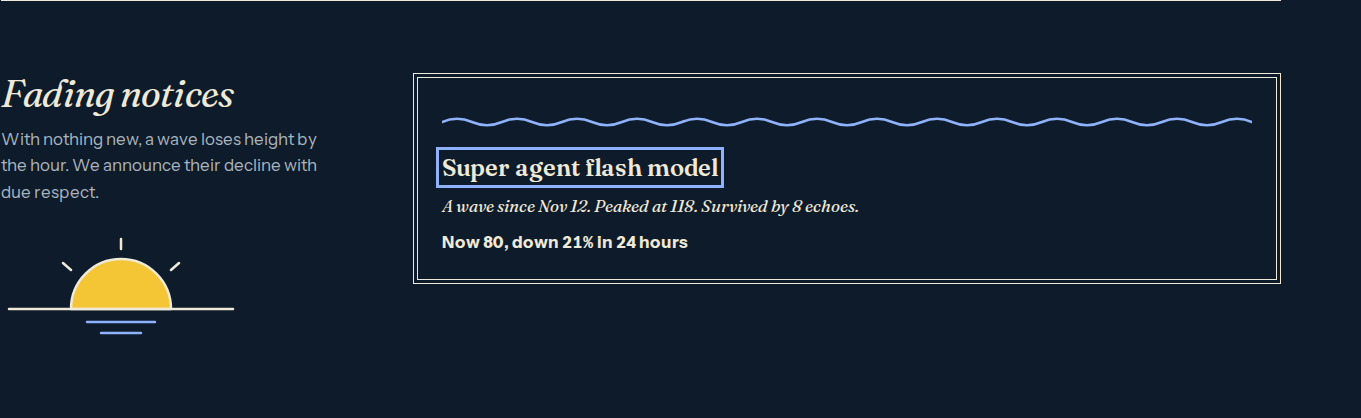 Fading notices
With nothing new, a wave loses height by
the hour. We announce their decline with
due respect.
Super agent flash model
A wave since Nov 12. Peaked at 118. Survived by 8 echoes.
Now 80, down 21% in 24 hours